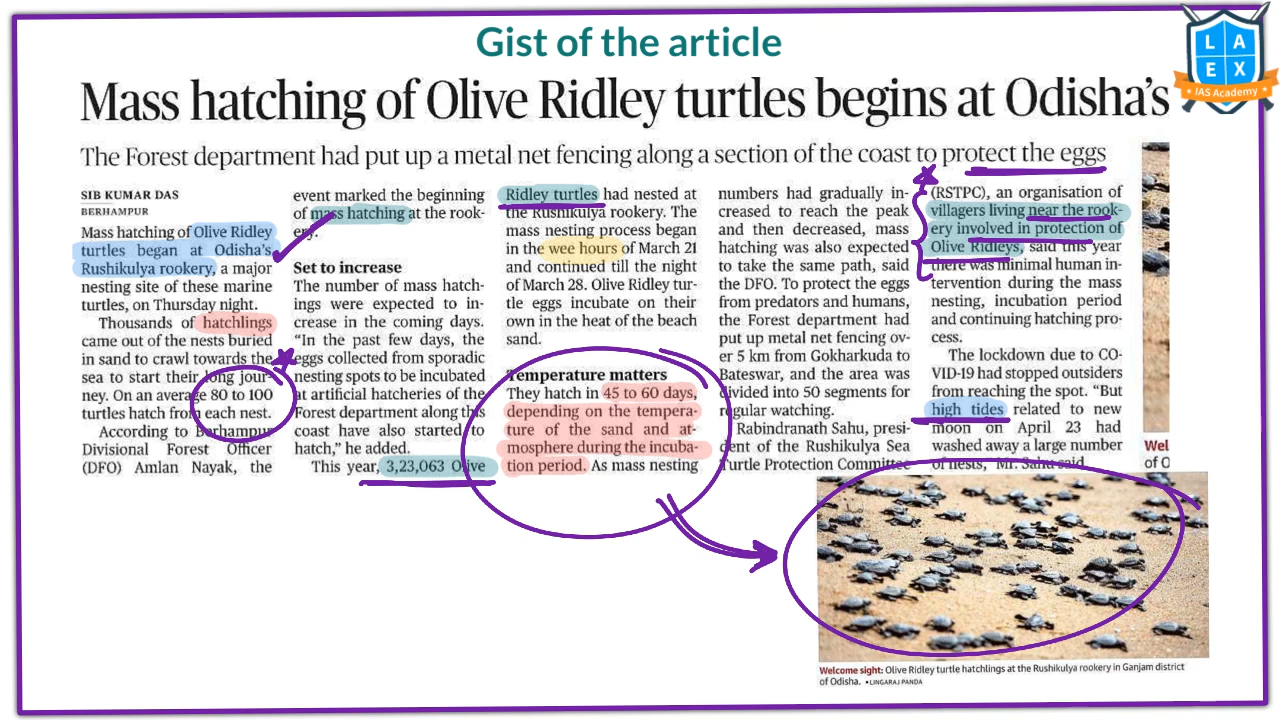 Gist of the article
L A
E X
IAS Academy
Mass hatching of Olive Ridley turtles begins at Odisha's
The Forest department had put up a metal net fencing along a section of the coast to protect the eggs
SIB KUMAR DAS
BERHAMPUR
Mass hatching of Olive Ridley
turtles began at Odisha's
Rushikulya rookery, a major
nesting site of these marine
turtles, on Thursday night.
Thousands of hatchlings
came out of the nests buried
in sand to crawl towards the
sea to start their long jour-
ney. On an average 80 to 100
turtles hatch from each nest.
According to Berhampur
Divisional Forest Officer
(DFO) Amlan Nayak, the
event marked the beginning
of mass hatching at the rook-
ery.
Set to increase
The number of mass hatch-
ings were expected to in-
crease in the coming days.
“In the past few days, the
eggs collected from sporadic
nesting spots to be incubated
at artificial hatcheries of the
Forest department along this
coast have also started to
hatch,” he added.
This year, 3,23,063 Olive
Ridley turtles had nested at
the Rushikulya rookery. The
mass nesting process began
in the wee hours of March 21
and continued till the night
of March 28. Olive Ridley tur-
tle eggs incubate on their
own in the heat of the beach
sand.
Temperature matters
They hatch in 45 to 60 days,
depending on the tempera-
ture of the sand and at-
mosphere during the incuba-
tion period. As mass nesting
numbers had gradually in-
creased to reach the peak
and then decreased, mass
hatching was also expected
to take the same path, said
the DFO. To protect the eggs
from predators and humans,
the Forest department had
put up metal net fencing ov-
er 5 km from Gokharkuda to
Bateswar, and the area was
divided into 50 segments for
regular watching.
Rabindranath Sahu, presi-
dent of the Rushikulya Sea
Turtle Protection Committee
(RSTPC), an organisation of
villagers living near the rook-
ery involved in protection of
Olive Ridleys, said this year
there was minimal human in-
tervention during the mass
nesting, incubation period
and continuing hatching pro-
cess.
The lockdown due to CO-
VID-19 had stopped outsiders
from reaching the spot. “But
high tides related to new
moon on April 23 had
washed away a large number
of nests,” Mr. Sahu said.
Wel
of O
Welcome sight: Olive Ridley turtle hatchlings at the Rushikulya rookery in Ganjam district
of Odisha. • LINGARAJ PANDA